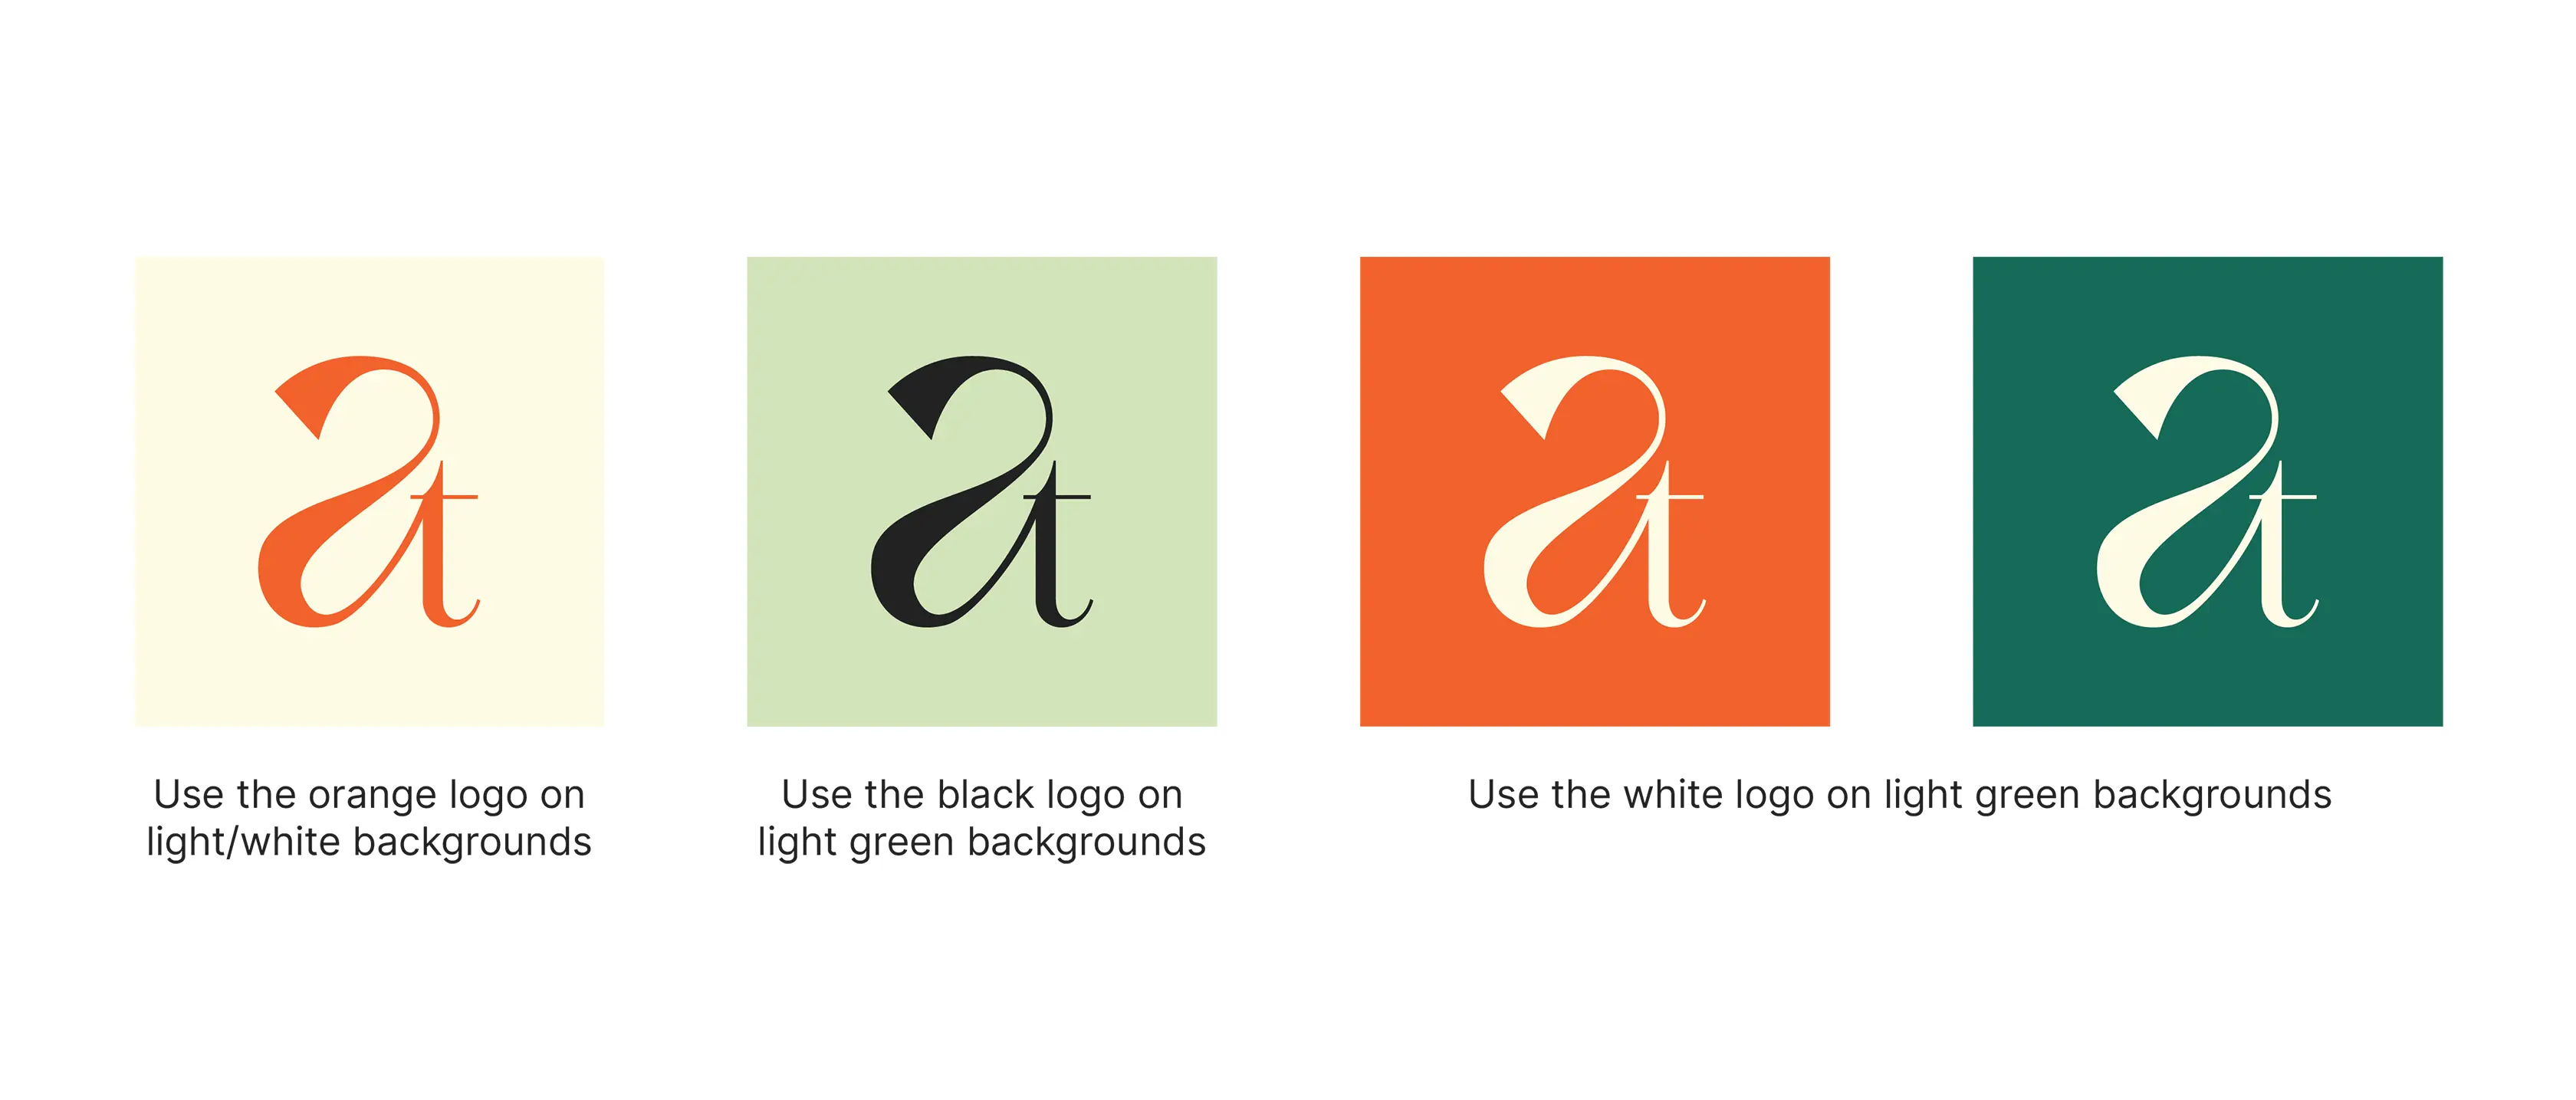 at
at
at
at
Use the orange logo on
light/white backgrounds
Use the black logo on
light green backgrounds
Use the white logo on light green backgrounds